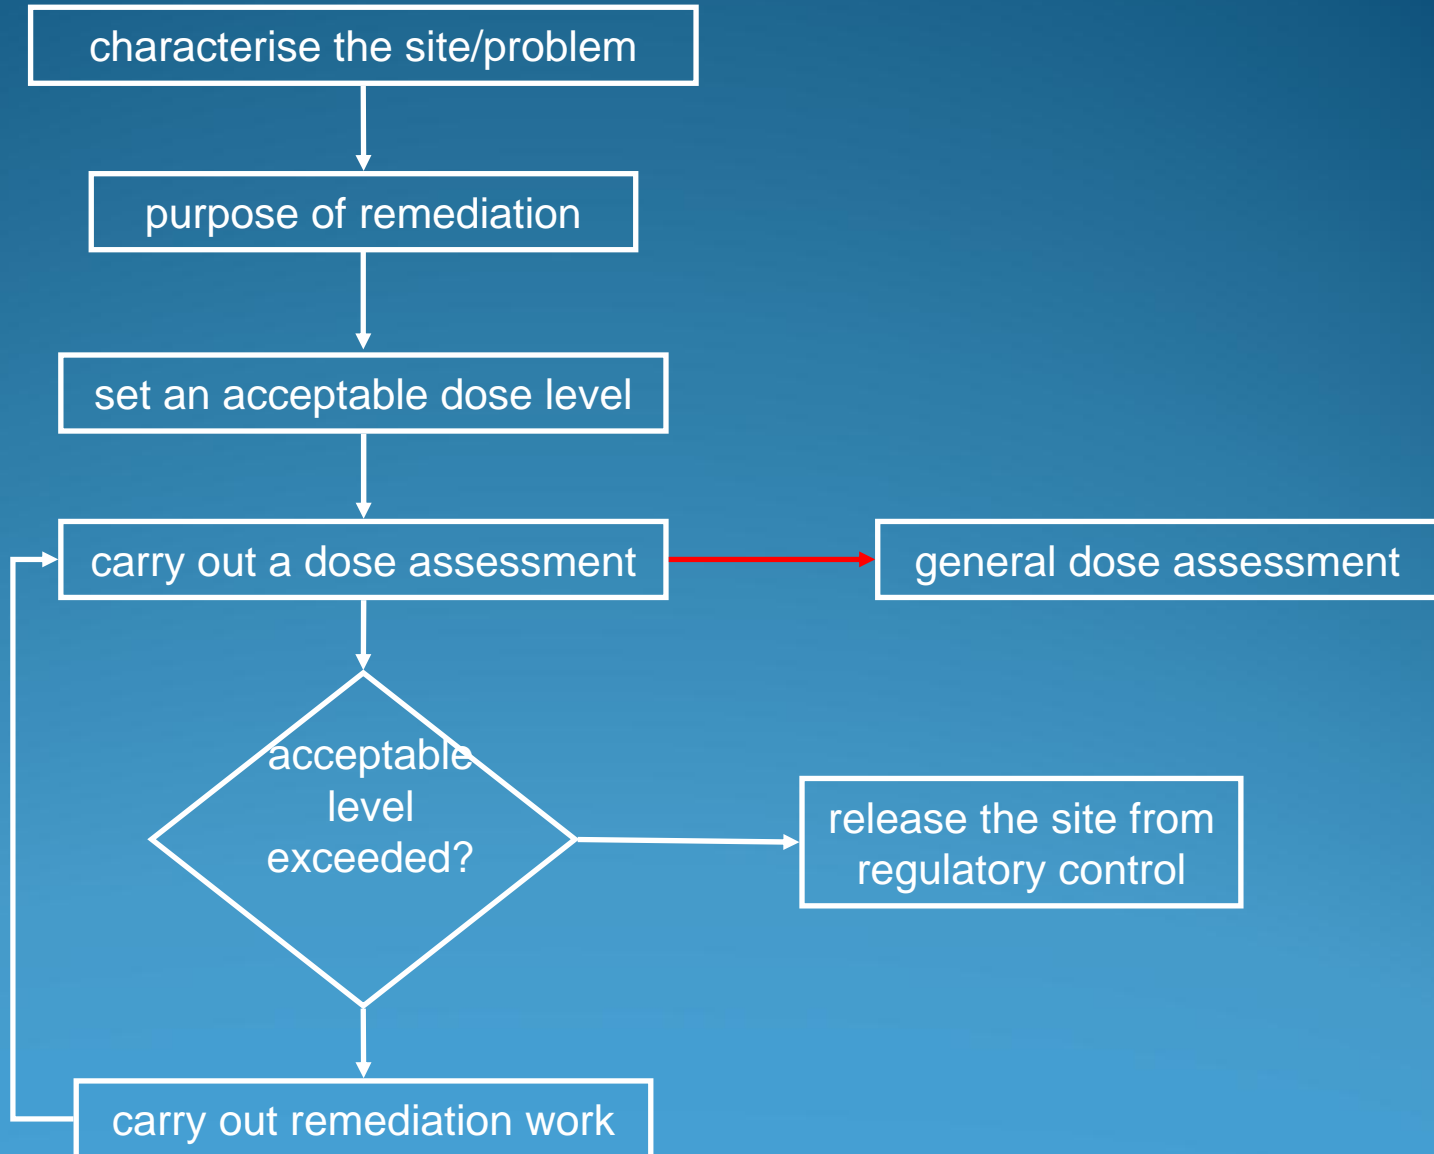 characterise the site/problem
purpose of remediation
set an acceptable dose level
carry out a dose assessment
general dose assessment
acceptable
level
exceeded?
release the site from
regulatory control
carry out remediation work